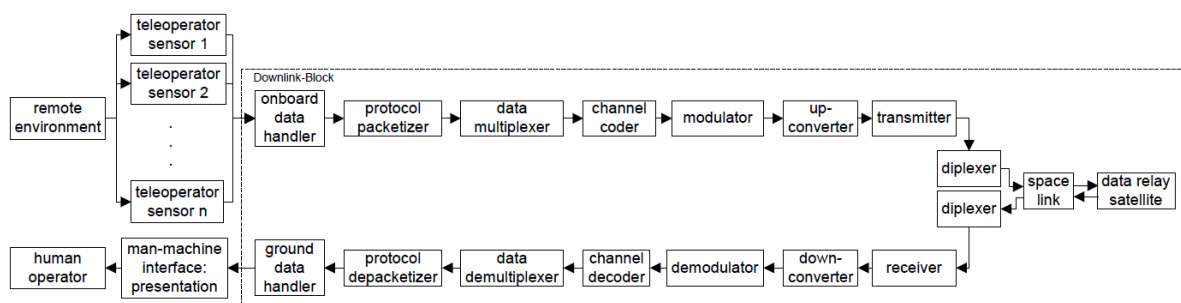 teleoperator
sensor 1
Downlink-Block
teleoperator
sensor 2
remote
environment
.
.
.
teleoperator
sensor n
onboard
data
handler
protocol
packetizer
data
multiplexer
channel
coder
modulator
up-
converter
transmitter
diplexer
space
link
data relay
satellite
diplexer
human
operator
man-machine
interface:
presentation
ground
data
handler
protocol
depacketizer
data
demultiplexer
channel
decoder
demodulator
down-
converter
receiver